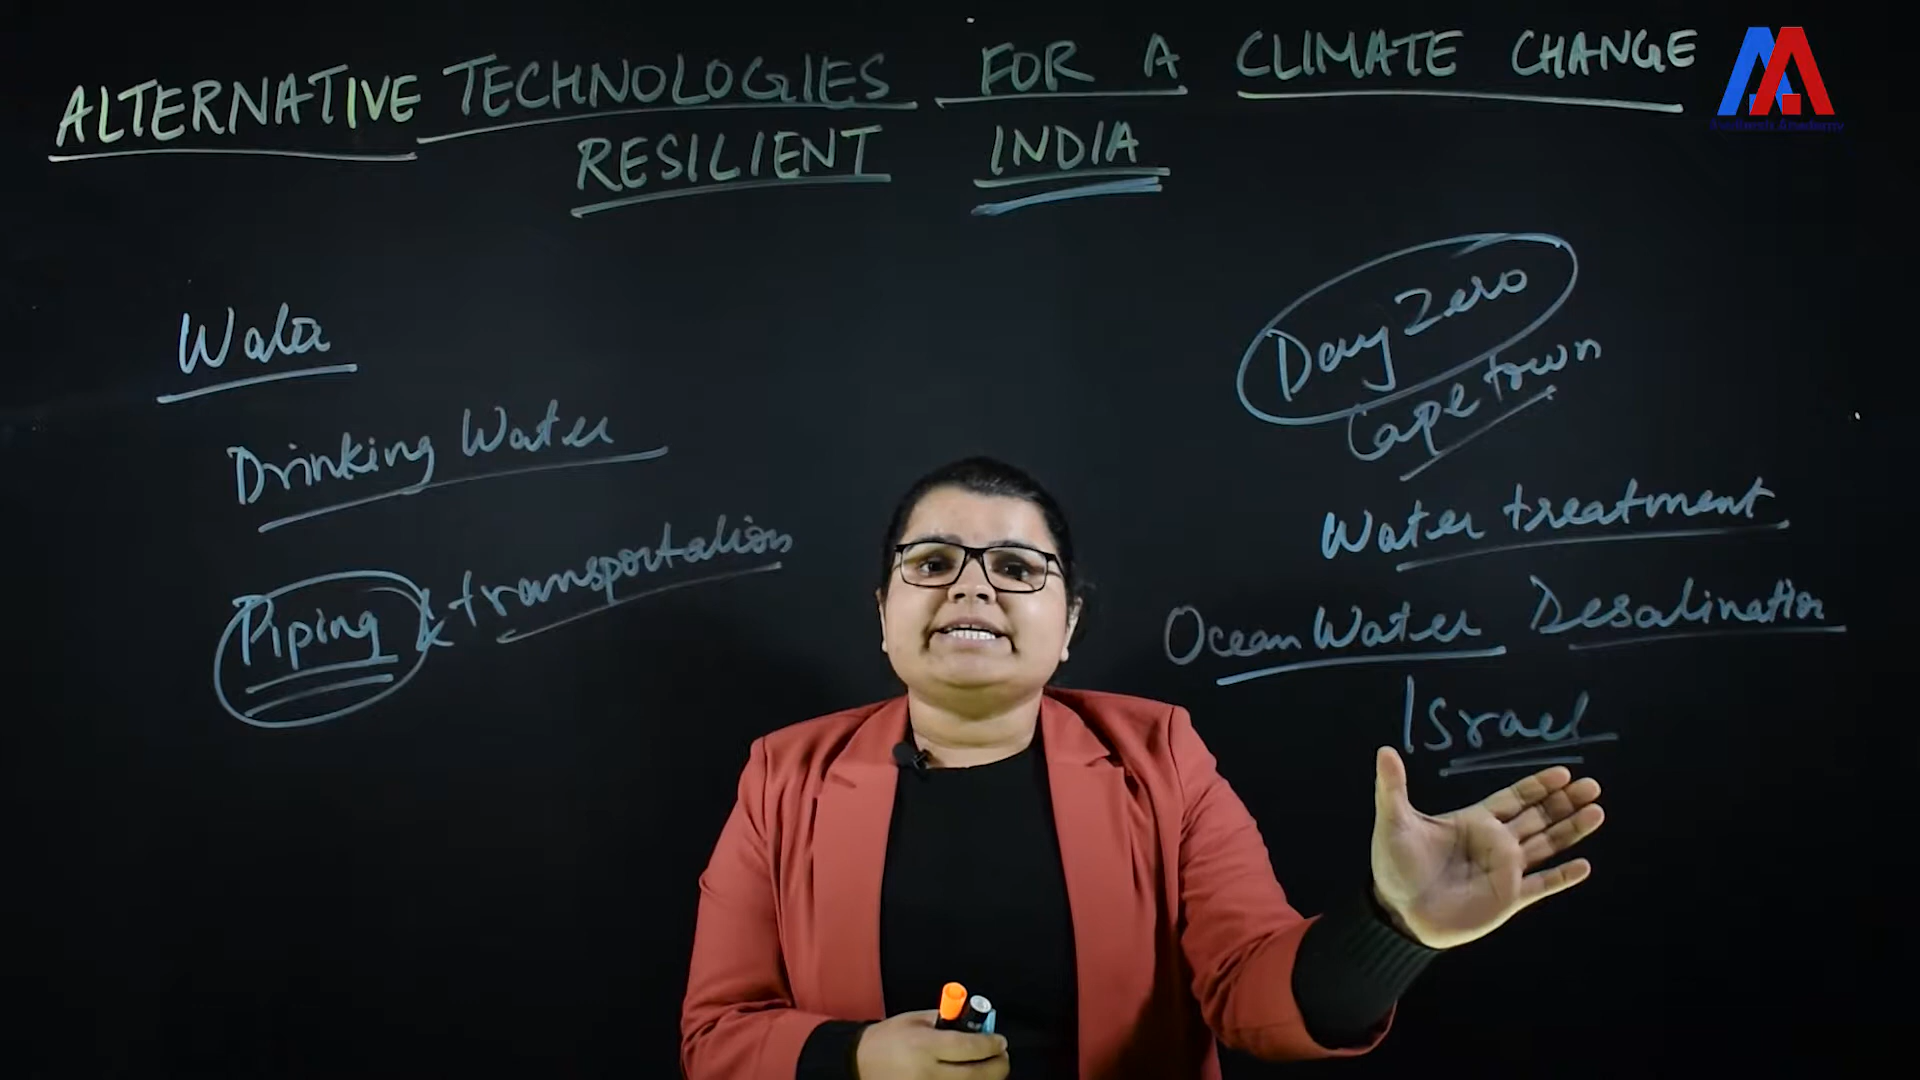 ALTERNATIVE TECHNOLOGIES FOR A CLIMATE CHANGE
RESILIENT INDIA
Water
Drinking Water
Piping & transportation
Day Zero
Cape town
Water treatment
Ocean Water Desalination
Israel